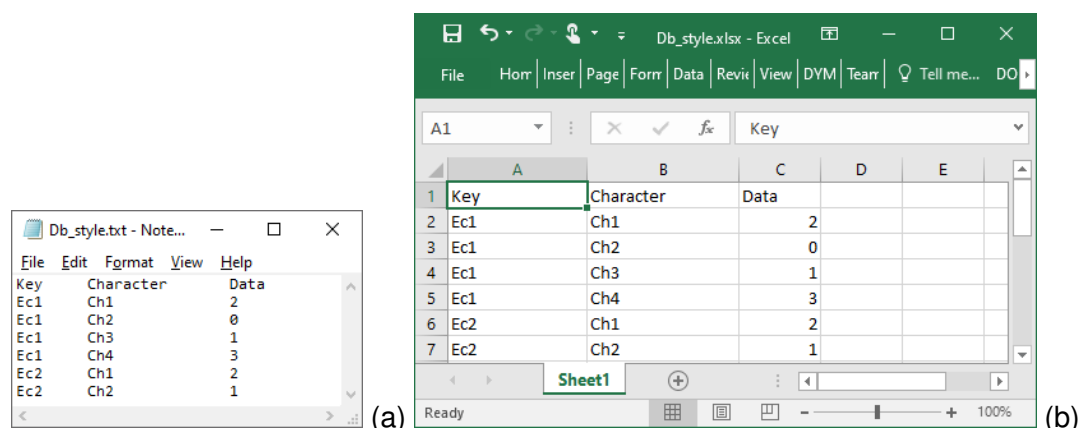 Db_style.txt - Note...
File Edit Format View Help
Key Character Data
Ec1 Ch1 2
Ec1 Ch2 0
Ec1 Ch3 1
Ec1 Ch4 3
Ec2 Ch1 2
Ec2 Ch2 1
(a)
Db_style.xlsx - Excel
File Horr Inser Page Forr Data Revie View DYM Tearr Tell me... DO
A1 fx Key
A B C D E
1 Key Character Data
2 Ec1 Ch1 2
3 Ec1 Ch2 0
4 Ec1 Ch3 1
5 Ec1 Ch4 3
6 Ec2 Ch1 2
7 Ec2 Ch2 1
Sheet1
Ready 100%
(b)